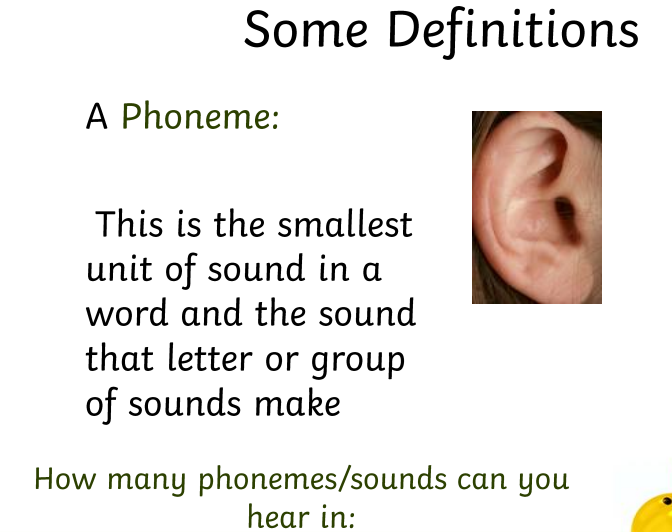 Some Definitions
A Phoneme:
This is the smallest
unit of sound in a
word and the sound
that letter or group
of sounds make
How many phonemes/sounds can you
hear in: